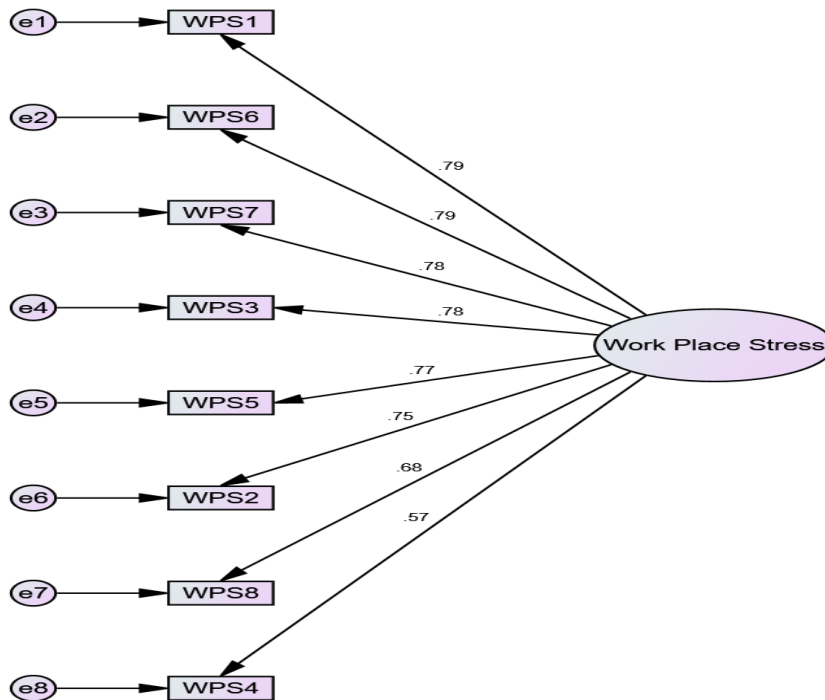 e1 WPS1
.79
e2 WPS6
.79
e3 WPS7
.78
e4 WPS3
.78
Work Place Stress
e5 WPS5
.77
.75
e6 WPS2
.68
.57
e7 WPS8
e8 WPS4